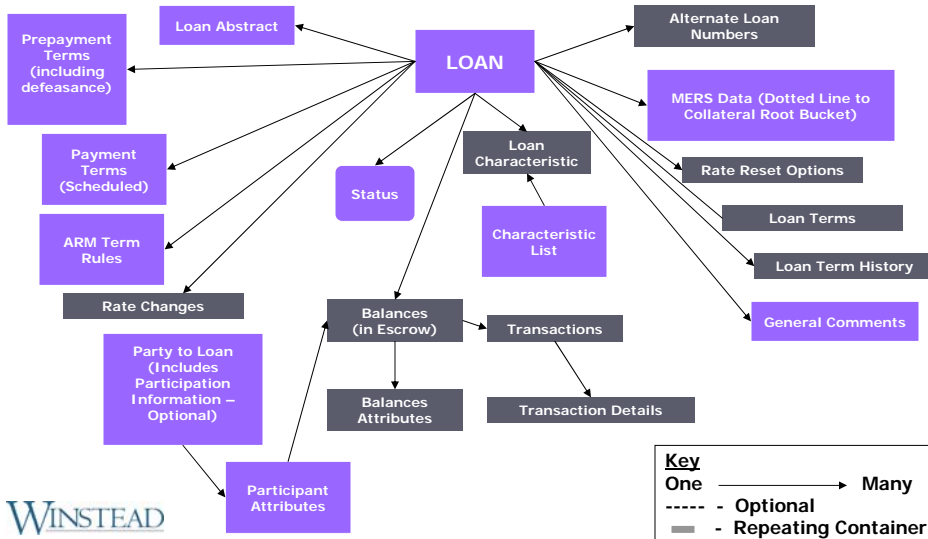 Loan Abstract
Prepayment
Terms
(including
defeasance)
LOAN
Alternate Loan
Numbers
MERS Data (Dotted Line to
Collateral Root Bucket)
Payment
Terms
(Scheduled)
Status
Loan
Characteristic
Rate Reset Options
Loan Terms
ARM Term
Rules
Characteristic
List
Loan Term History
Rate Changes
Balances
(in Escrow)
Transactions
General Comments
Party to Loan
(Includes
Participation
Information –
Optional)
Balances
Attributes
Transaction Details
Participant
Attributes
Key
One Many
- Optional
- Repeating Container
WINSTEAD